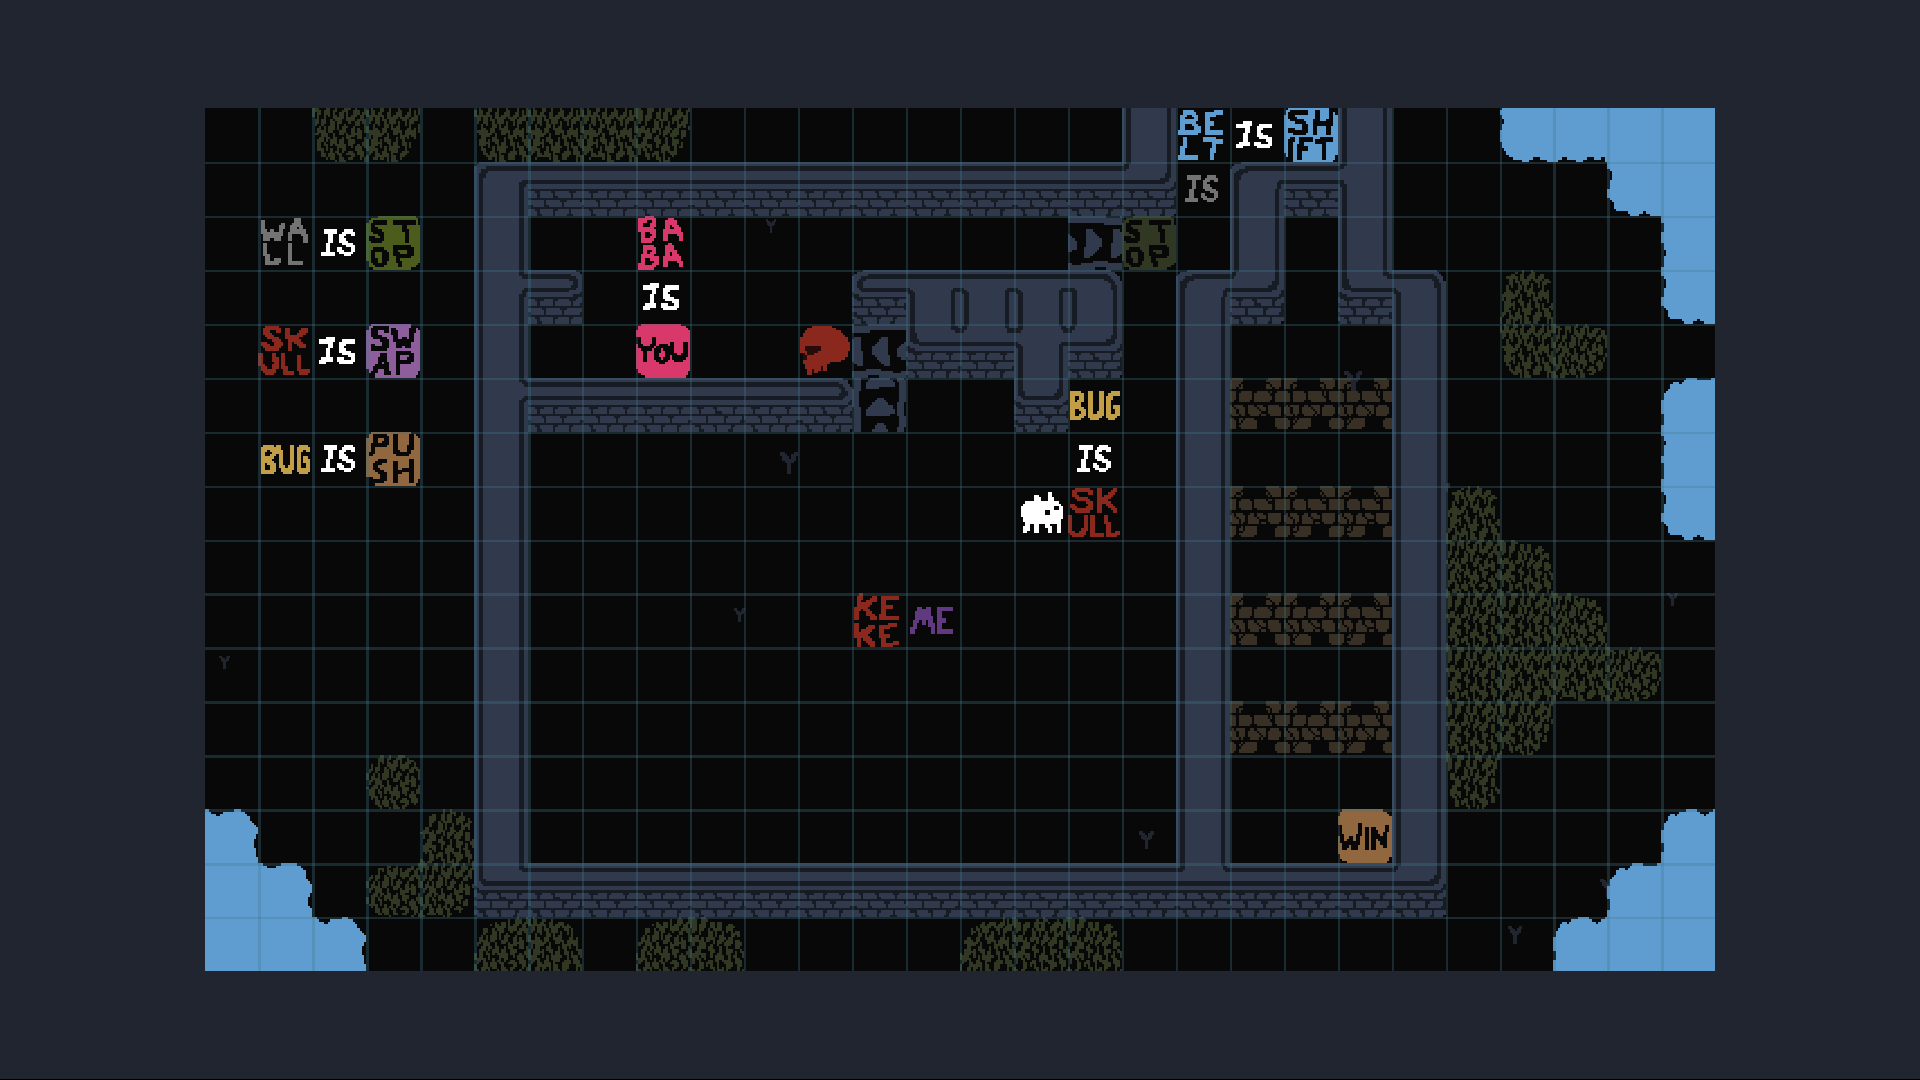 BELT IS SHIFT
IS
WALL IS STOP
BABA
STOP
IS
SKULL IS SWAP
YOU
BUG
BUG IS PUSH
IS
SKULL
KEKE ME
WIN